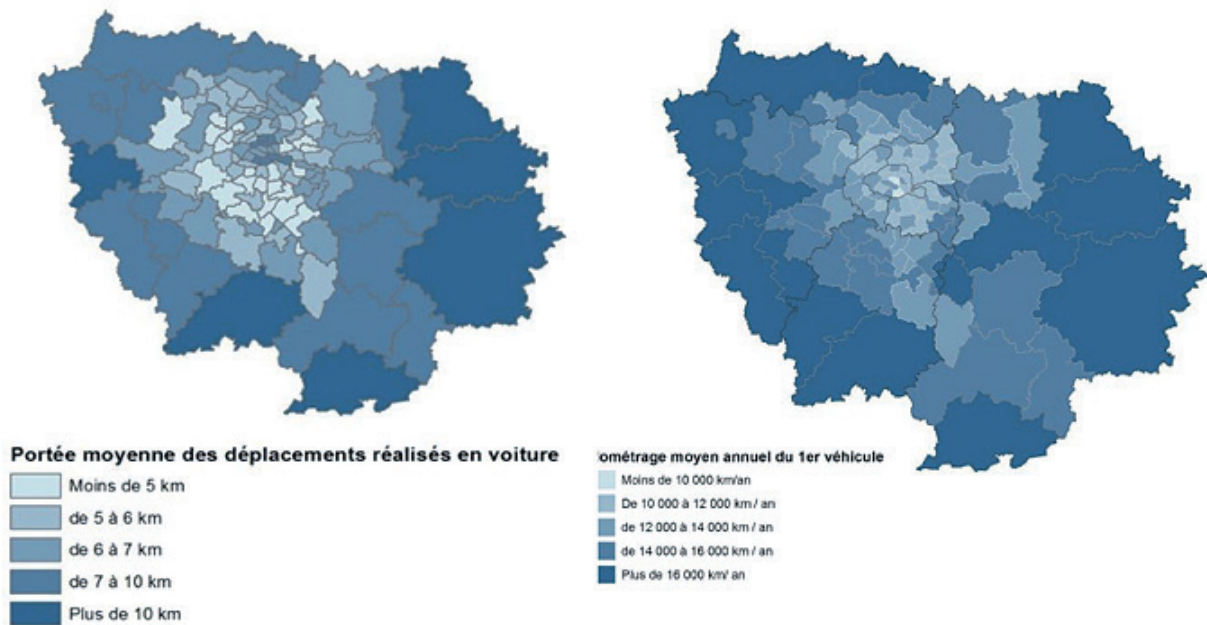 Portée moyenne des déplacements réalisés en voiture
Moins de 5 km
de 5 à 6 km
de 6 à 7 km
de 7 à 10 km
Plus de 10 km
ométrage moyen annuel du 1er véhicule
Moins de 10 000 km/an
De 10 000 à 12 000 km / an
de 12 000 à 14 000 km / an
de 14 000 à 16 000 km / an
Plus de 16 000 km/ an